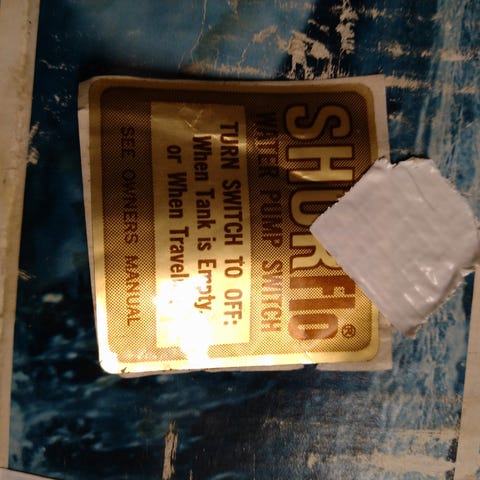 SHURflo®
WATER PUMP SWITCH
TURN SWITCH TO OFF:
When Tank is Empty
or When Travel
SEE OWNERS MANUAL